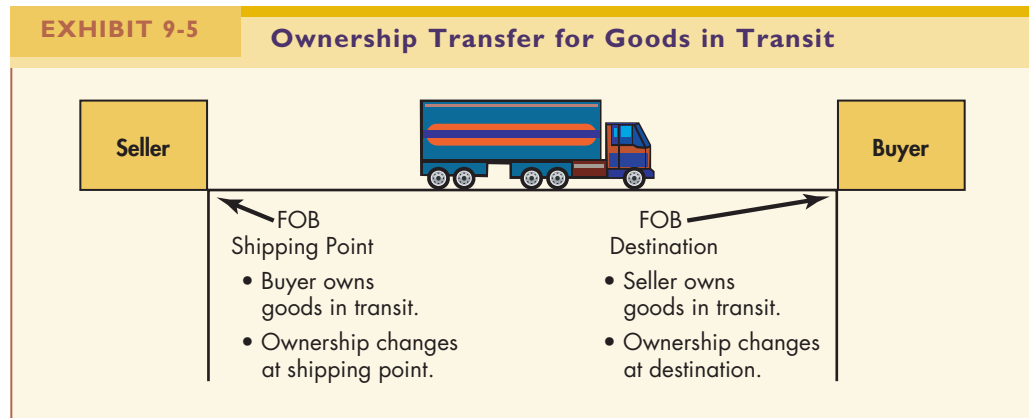 EXHIBIT 9-5
Ownership Transfer for Goods in Transit
Seller
Buyer
FOB
Shipping Point
• Buyer owns
goods in transit.
• Ownership changes
at shipping point.
FOB
Destination
• Seller owns
goods in transit.
• Ownership changes
at destination.